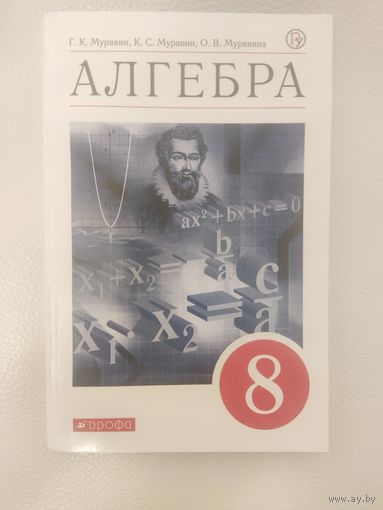 Г. К. Муравин, К. С. Муравин, О. В. Муравина
АЛГЕБРА
ax² + bx + c = 0
x₁ + x₂ = - b/a
x₁ · x₂ = c/a
8
дрофа
www.ay.by